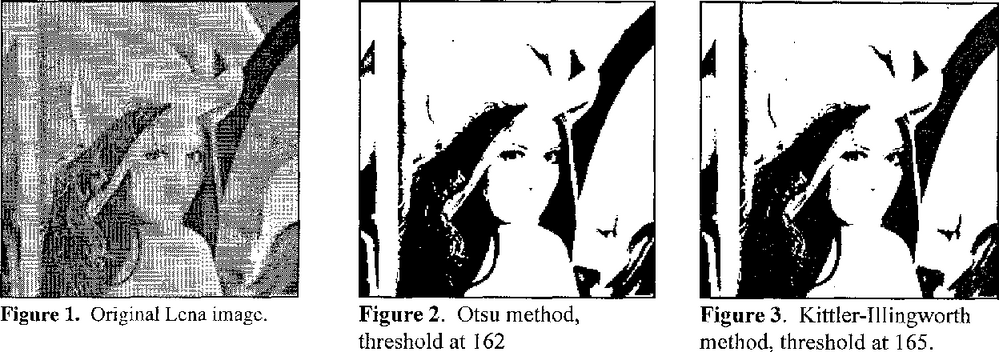 Figure 1. Original Lena image.
Figure 2. Otsu method,
threshold at 162
Figure 3. Kittler-Illingworth
method, threshold at 165.